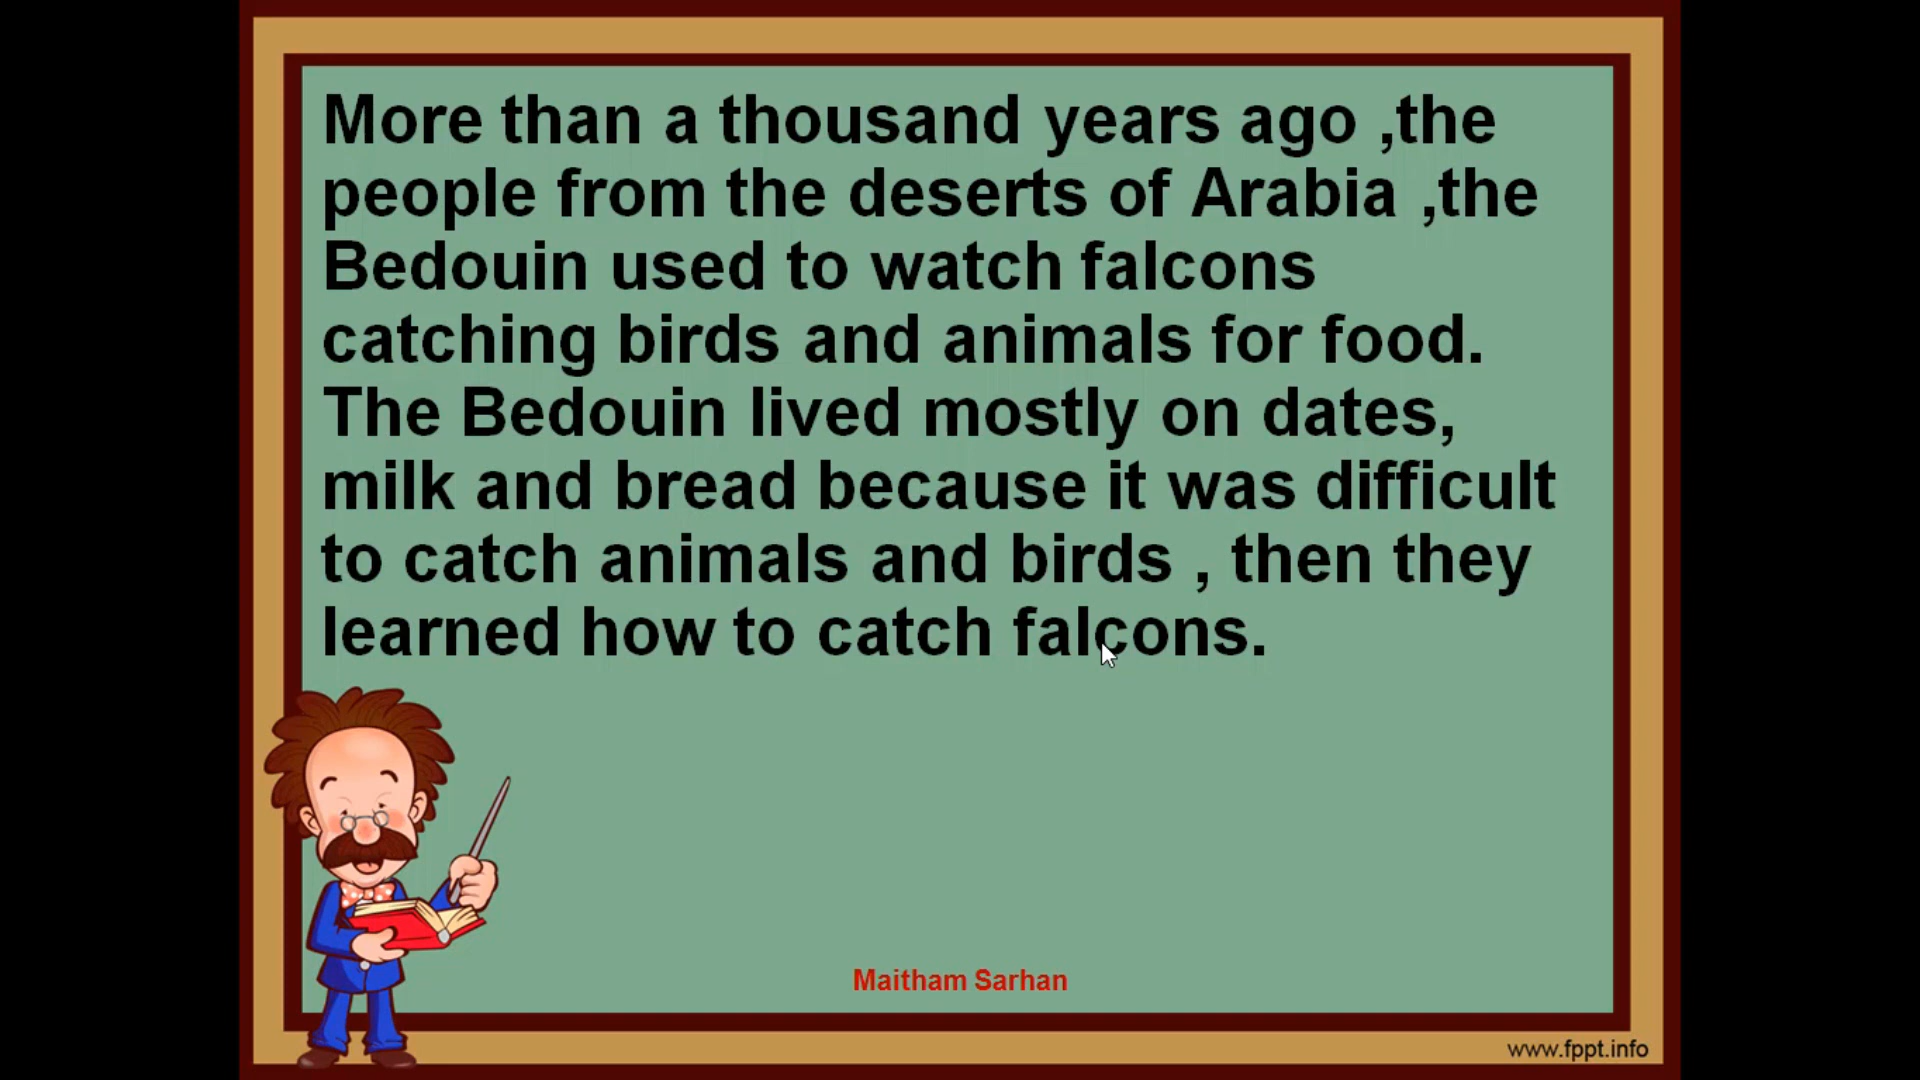 More than a thousand years ago ,the
people from the deserts of Arabia ,the
Bedouin used to watch falcons
catching birds and animals for food.
The Bedouin lived mostly on dates,
milk and bread because it was difficult
to catch animals and birds , then they
learned how to catch falcons.
Maitham Sarhan
www.fppt.info